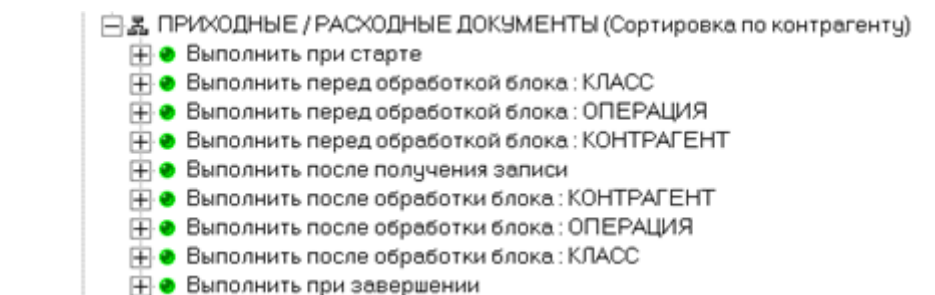 ПРИХОДНЫЕ / РАСХОДНЫЕ ДОКУМЕНТЫ (Сортировка по контрагенту)
Выполнить при старте
Выполнить перед обработкой блока : КЛАСС
Выполнить перед обработкой блока : ОПЕРАЦИЯ
Выполнить перед обработкой блока : КОНТРАГЕНТ
Выполнить после получения записи
Выполнить после обработки блока : КОНТРАГЕНТ
Выполнить после обработки блока : ОПЕРАЦИЯ
Выполнить после обработки блока : КЛАСС
Выполнить при завершении